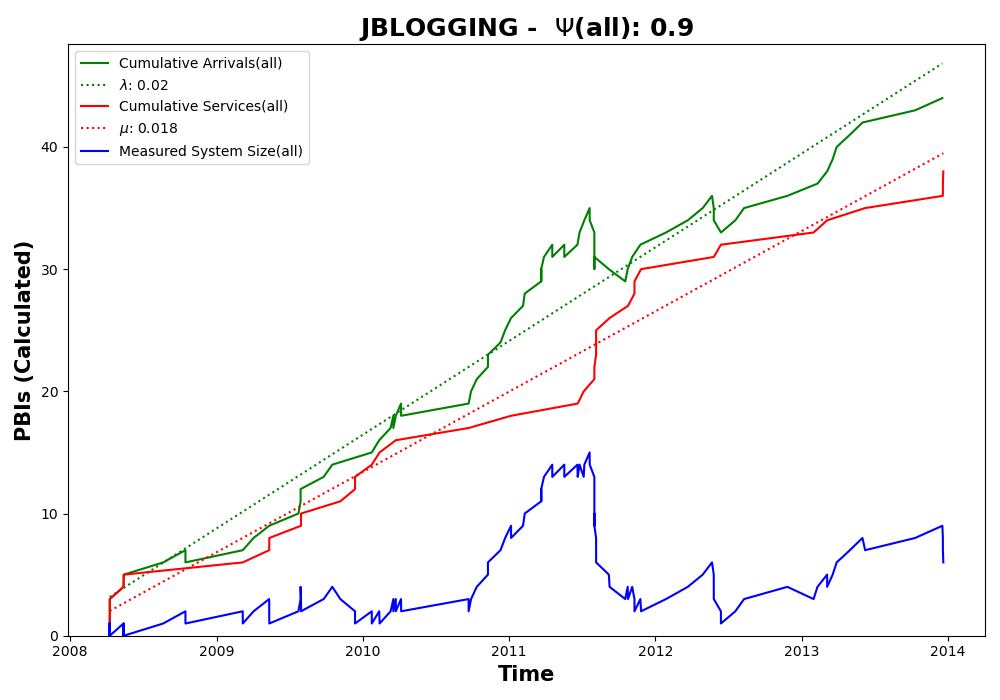 JBLOGGING - Ψ(all): 0.9
Cumulative Arrivals(all)
λ: 0.02
Cumulative Services(all)
μ: 0.018
Measured System Size(all)
PBIs (Calculated)
40
30
20
10
0
2008 2009 2010 2011 2012 2013 2014
Time